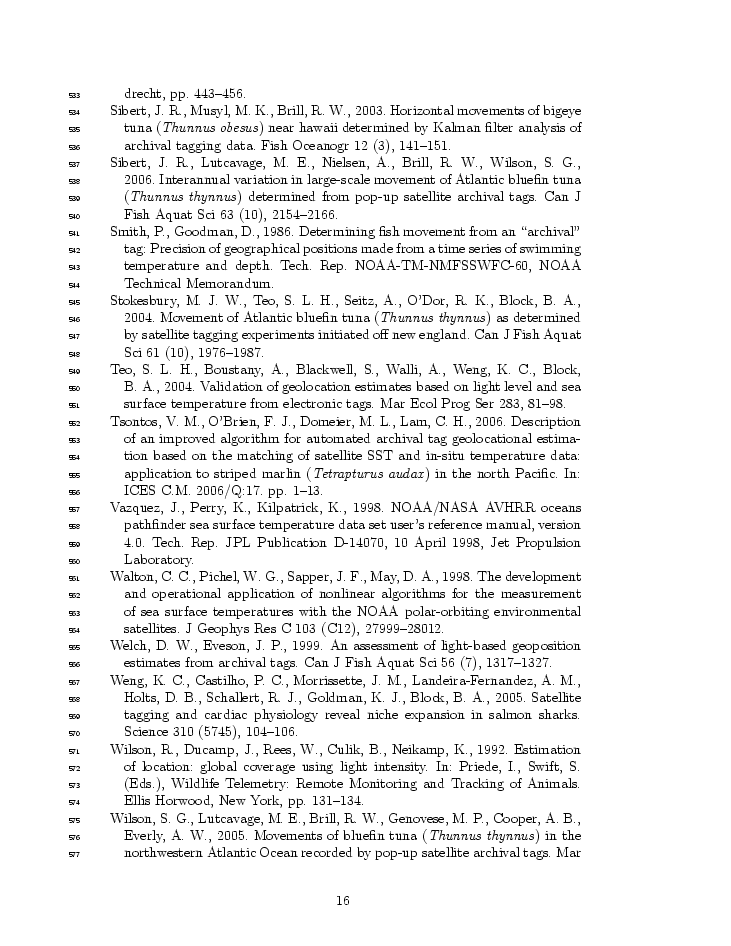 533 drecht, pp. 443–456.
534 Sibert, J. R., Musyl, M. K., Brill, R. W., 2003. Horizontal movements of bigeye
535 tuna (Thunnus obesus) near hawaii determined by Kalman filter analysis of
536 archival tagging data. Fish Oceanogr 12 (3), 141–151.
537 Sibert, J. R., Lutcavage, M. E., Nielsen, A., Brill, R. W., Wilson, S. G.,
538 2006. Interannual variation in large-scale movement of Atlantic bluefin tuna
539 (Thunnus thynnus) determined from pop-up satellite archival tags. Can J
540 Fish Aquat Sci 63 (10), 2154–2166.
541 Smith, P., Goodman, D., 1986. Determining fish movement from an “archival”
542 tag: Precision of geographical positions made from a time series of swimming
543 temperature and depth. Tech. Rep. NOAA-TM-NMFSSWFC-60, NOAA
544 Technical Memorandum.
545 Stokesbury, M. J. W., Teo, S. L. H., Seitz, A., O’Dor, R. K., Block, B. A.,
546 2004. Movement of Atlantic bluefin tuna (Thunnus thynnus) as determined
547 by satellite tagging experiments initiated off new england. Can J Fish Aquat
548 Sci 61 (10), 1976–1987.
549 Teo, S. L. H., Boustany, A., Blackwell, S., Walli, A., Weng, K. C., Block,
550 B. A., 2004. Validation of geolocation estimates based on light level and sea
551 surface temperature from electronic tags. Mar Ecol Prog Ser 283, 81–98.
552 Tsontos, V. M., O’Brien, F. J., Domeier, M. L., Lam, C. H., 2006. Description
553 of an improved algorithm for automated archival tag geolocational estima-
554 tion based on the matching of satellite SST and in-situ temperature data:
555 application to striped marlin (Tetrapturus audax) in the north Pacific. In:
556 ICES C.M. 2006/Q:17. pp. 1–13.
557 Vazquez, J., Perry, K., Kilpatrick, K., 1998. NOAA/NASA AVHRR oceans
558 pathfinder sea surface temperature data set user’s reference manual, version
559 4.0. Tech. Rep. JPL Publication D-14070, 10 April 1998, Jet Propulsion
560 Laboratory.
561 Walton, C. C., Pichel, W. G., Sapper, J. F., May, D. A., 1998. The development
562 and operational application of nonlinear algorithms for the measurement
563 of sea surface temperatures with the NOAA polar-orbiting environmental
564 satellites. J Geophys Res C 103 (C12), 27999–28012.
565 Welch, D. W., Eveson, J. P., 1999. An assessment of light-based geoposition
566 estimates from archival tags. Can J Fish Aquat Sci 56 (7), 1317–1327.
567 Weng, K. C., Castilho, P. C., Morrissette, J. M., Landeira-Fernandez, A. M.,
568 Holts, D. B., Schallert, R. J., Goldman, K. J., Block, B. A., 2005. Satellite
569 tagging and cardiac physiology reveal niche expansion in salmon sharks.
570 Science 310 (5745), 104–106.
571 Wilson, R., Ducamp, J., Rees, W., Culik, B., Neikamp, K., 1992. Estimation
572 of location: global coverage using light intensity. In: Priede, I., Swift, S.
573 (Eds.), Wildlife Telemetry: Remote Monitoring and Tracking of Animals.
574 Ellis Horwood, New York, pp. 131–134.
575 Wilson, S. G., Lutcavage, M. E., Brill, R. W., Genovese, M. P., Cooper, A. B.,
576 Everly, A. W., 2005. Movements of bluefin tuna (Thunnus thynnus) in the
577 northwestern Atlantic Ocean recorded by pop-up satellite archival tags. Mar
16